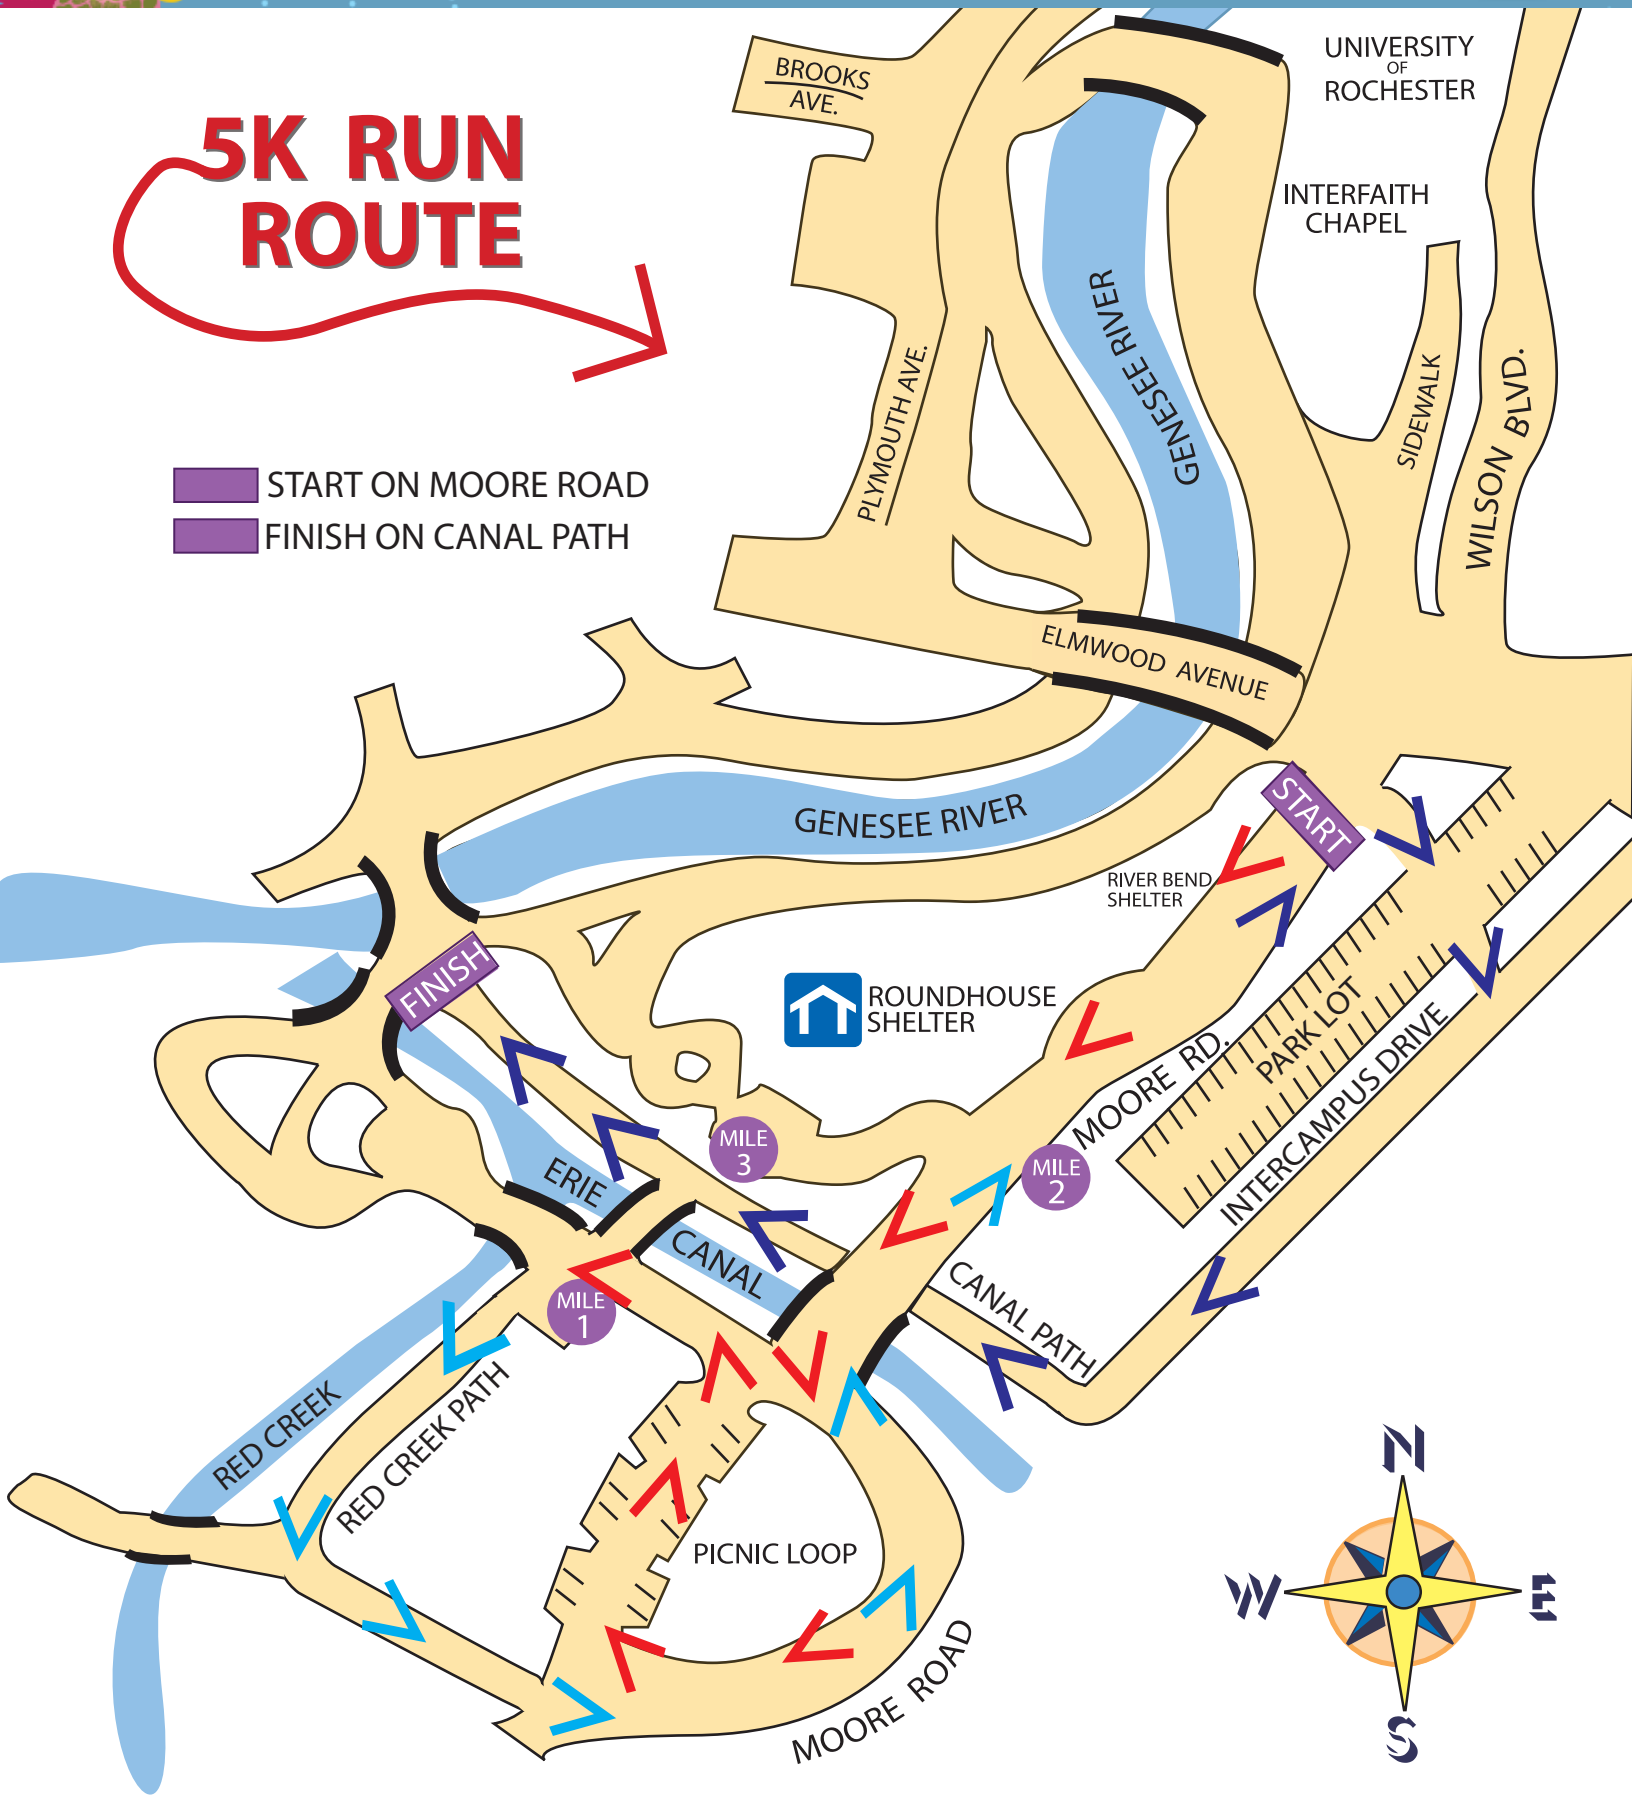 5K RUN
ROUTE
START ON MOORE ROAD
FINISH ON CANAL PATH
BROOKS
AVE.
UNIVERSITY
OF
ROCHESTER
INTERFAITH
CHAPEL
GENESEE RIVER
PLYMOUTH AVE.
SIDEWALK
WILSON BLVD.
ELMWOOD AVENUE
GENESEE RIVER
START
RIVER BEND
SHELTER
FINISH
ROUNDHOUSE
SHELTER
MOORE RD.
PARK LOT
INTERCAMPUS DRIVE
MILE
3
MILE
2
ERIE
CANAL
CANAL PATH
MILE
1
RED CREEK
RED CREEK PATH
PICNIC LOOP
MOORE ROAD
N
W
E
S